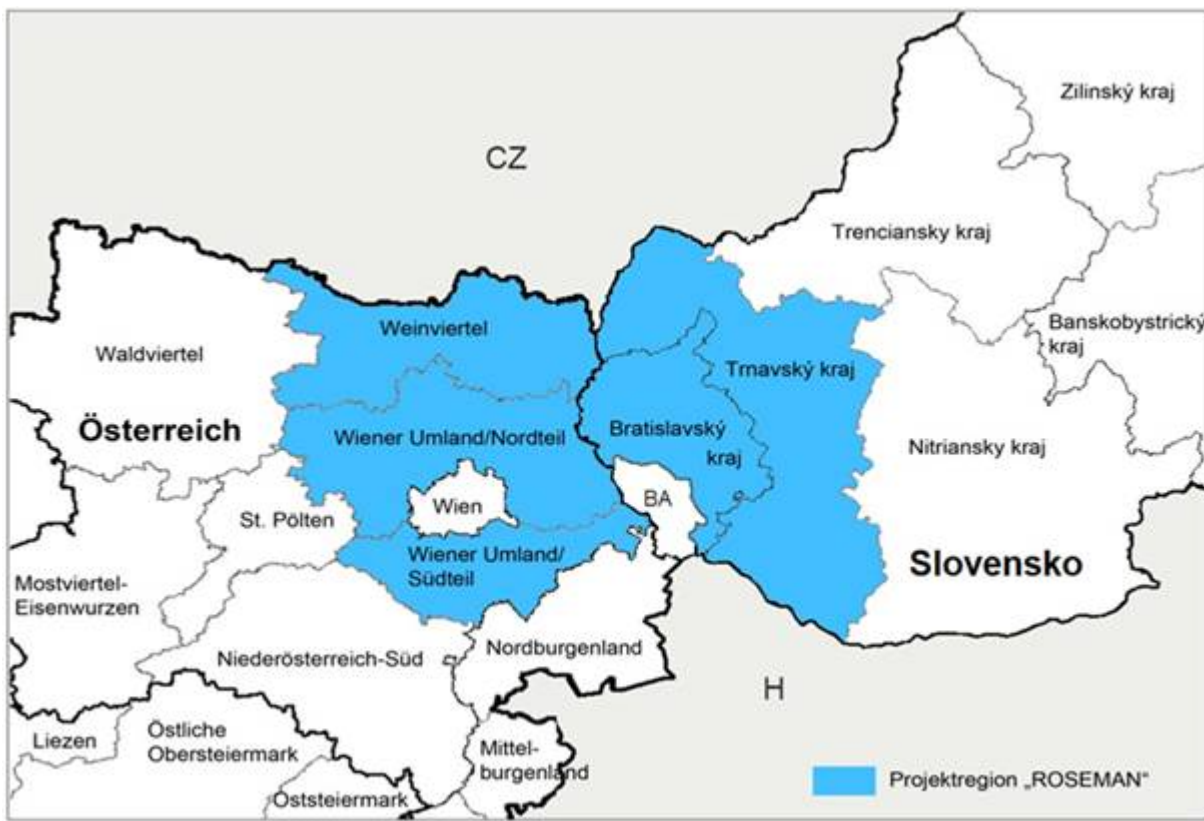 Zilinský kraj
CZ
Trenciansky kraj
Weinviertel
Banskobystrický
kraj
Waldviertel
Trnavský kraj
Österreich
Wiener Umland/Nordteil
Bratislavský
kraj
Nitriansky kraj
Wien
BA
St. Pölten
Wiener Umland/
Südteil
Slovensko
Mostviertel-
Eisenwurzen
Niederösterreich-Süd
Nordburgenland
H
Liezen
Östliche
Obersteiermark
Mittel-
burgenland
Oststeiermark
Projektregion „ROSEMAN“